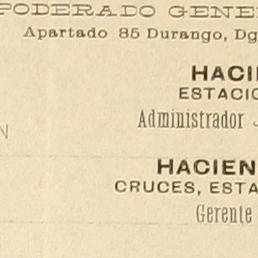 PODERADO GENE
Apartado 85 Durango, Dg
HACI
ESTACIO
Administrador
N
HACIEN
CRUCES, ESTA
Gerente